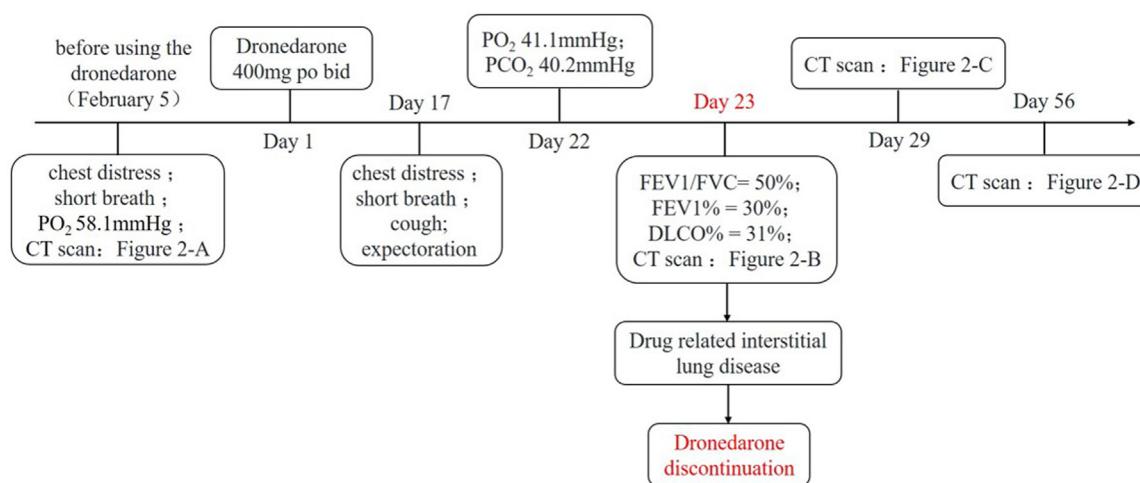 before using the
dronedarone
（February 5）
chest distress ;
short breath ;
PO₂ 58.1mmHg ;
CT scan： Figure 2-A
Dronedarone
400mg po bid
Day 1
Day 17
chest distress ;
short breath ;
cough;
expectoration
PO₂ 41.1mmHg;
PCO₂ 40.2mmHg
Day 22
Day 23
FEV1/FVC= 50%;
FEV1% = 30%;
DLCO% = 31%;
CT scan： Figure 2-B
Drug related interstitial
lung disease
Dronedarone
discontinuation
CT scan： Figure 2-C
Day 29
Day 56
CT scan： Figure 2-D